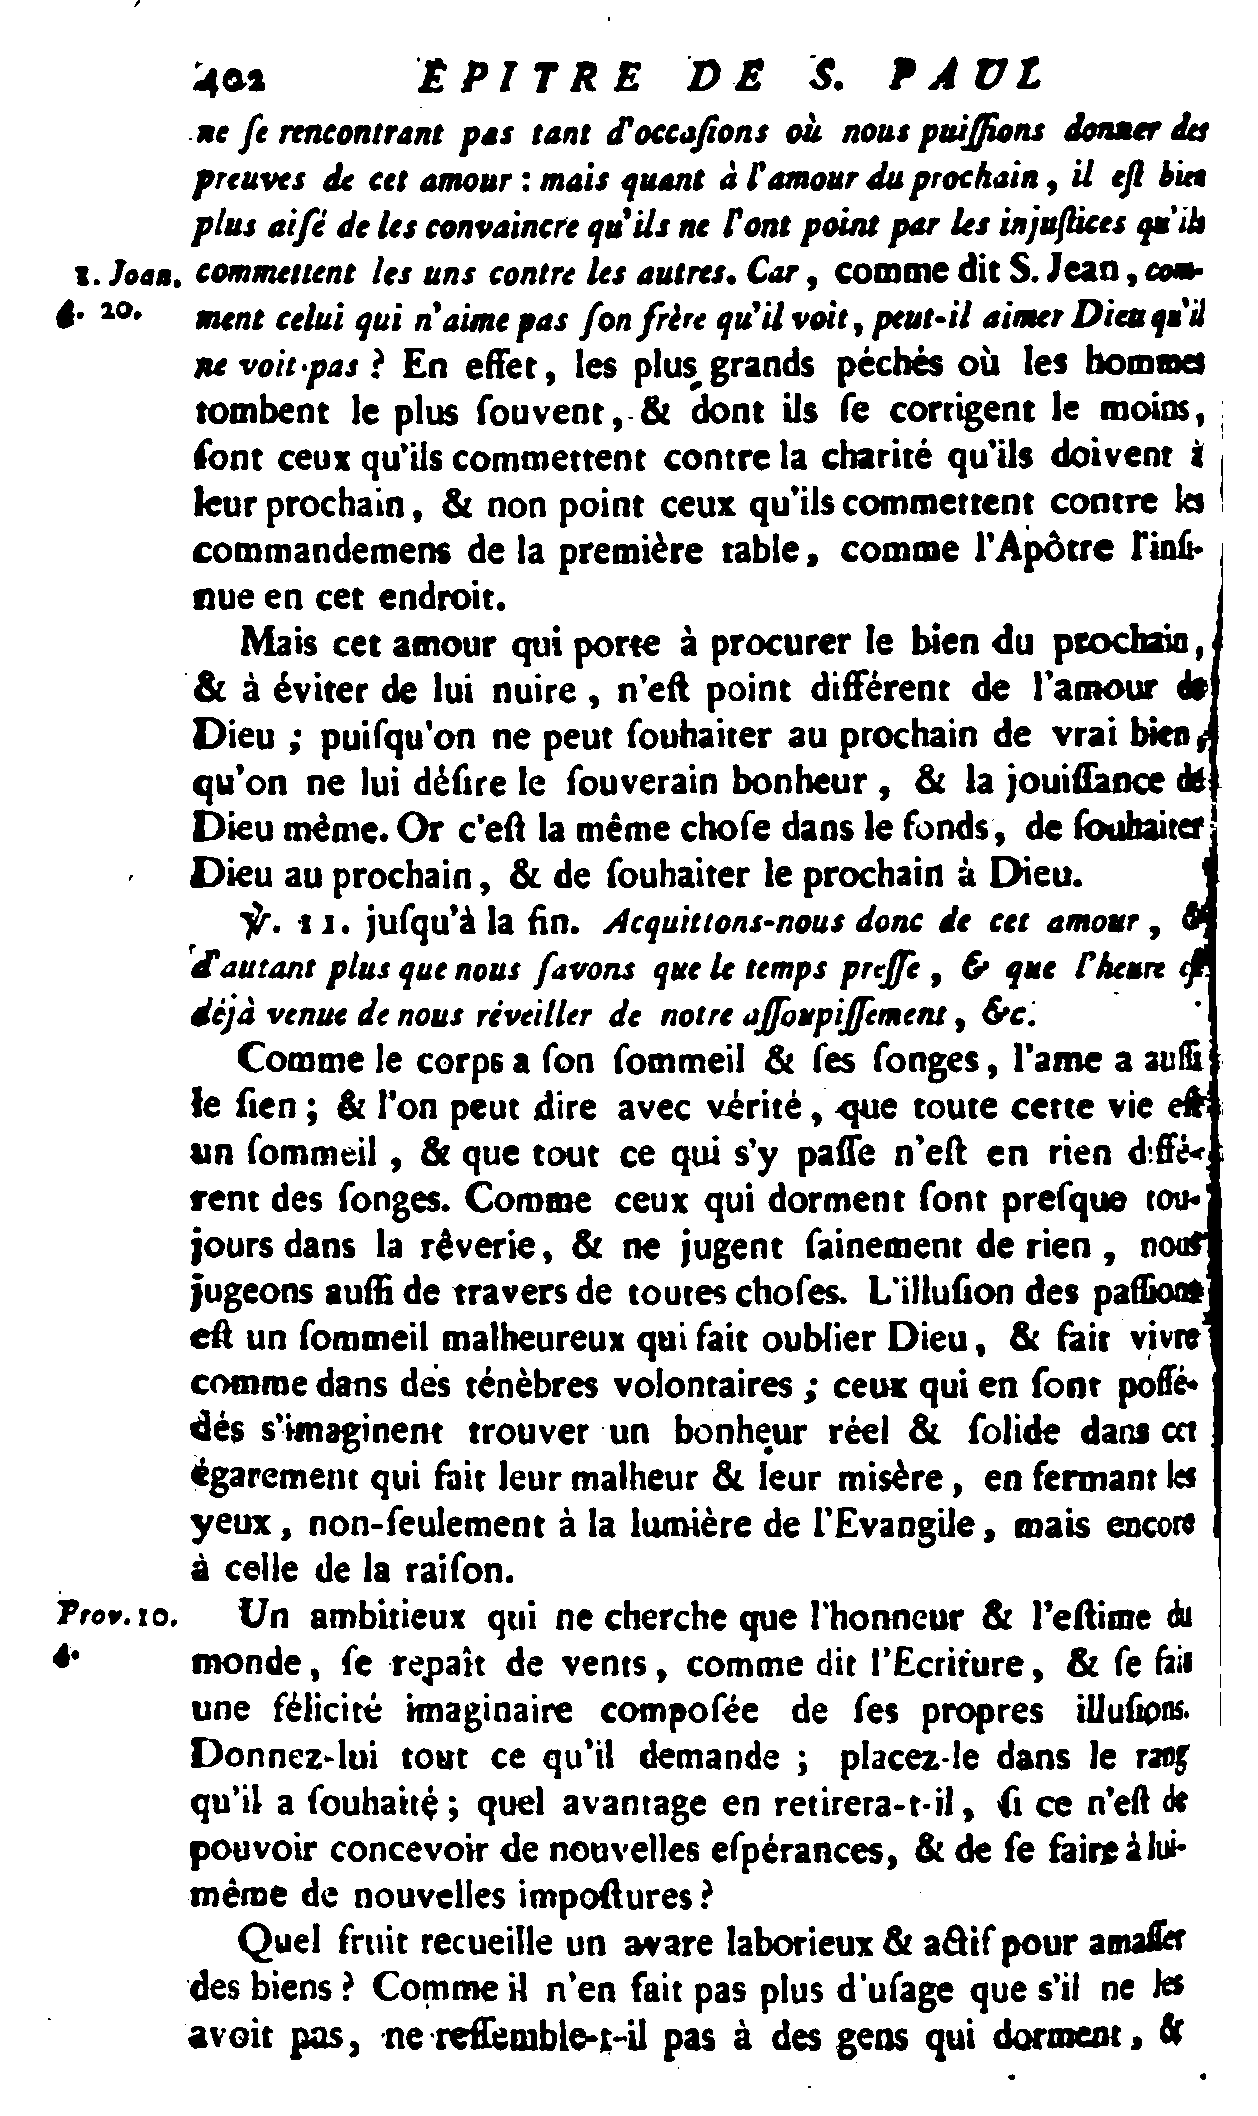 402 EPITRE DE S. PAUL
ne ſe rencontrant pas tant d'occaſions où nous puiſſions donner des
preuves de cet amour : mais quant à l'amour du prochain, il eſt bien
plus aiſé de les convaincre qu'ils ne l'ont point par les injuſtices qu'ils
1. Joan. commettent les uns contre les autres. Car, comme dit S. Jean, com-
4. 20. ment celui qui n'aime pas ſon frère qu'il voit, peut-il aimer Dieu qu'il
ne voit pas ? En effet, les plus grands péchés où les hommes
tombent le plus ſouvent, & dont ils ſe corrigent le moins,
ſont ceux qu'ils commettent contre la charité qu'ils doivent à
leur prochain, & non point ceux qu'ils commettent contre les
commandemens de la première table, comme l'Apôtre l'inſi-
nue en cet endroit.
Mais cet amour qui porte à procurer le bien du prochain,
& à éviter de lui nuire, n'eſt point différent de l'amour de
Dieu ; puiſqu'on ne peut ſouhaiter au prochain de vrai bien,
qu'on ne lui déſire le ſouverain bonheur, & la jouiſſance de
Dieu même. Or c'eſt la même choſe dans le fonds, de ſouhaiter
Dieu au prochain, & de ſouhaiter le prochain à Dieu.
℣. 11. juſqu'à la fin. Acquittons-nous donc de cet amour, &
d'autant plus que nous ſavons que le temps preſſe, & que l'heure eſt
déjà venue de nous réveiller de notre aſſoupiſſement, &c.
Comme le corps a ſon ſommeil & ſes ſonges, l'ame a auſſi
le ſien ; & l'on peut dire avec vérité, que toute cette vie eſt
un ſommeil, & que tout ce qui s'y paſſe n'eſt en rien diffé-
rent des ſonges. Comme ceux qui dorment ſont preſque tou-
jours dans la rêverie, & ne jugent ſainement de rien, nous
jugeons auſſi de travers de toutes choſes. L'illuſion des paſſions
eſt un ſommeil malheureux qui fait oublier Dieu, & fait vivre
comme dans des ténèbres volontaires ; ceux qui en ſont poſſé-
dés s'imaginent trouver un bonheur réel & ſolide dans cet
égarement qui fait leur malheur & leur misère, en fermant les
yeux, non-ſeulement à la lumière de l'Evangile, mais encore
à celle de la raiſon.
Prov. 10. Un ambitieux qui ne cherche que l'honneur & l'eſtime du
4. monde, ſe repaît de vents, comme dit l'Ecriture, & ſe fait
une félicité imaginaire compoſée de ſes propres illuſions.
Donnez-lui tout ce qu'il demande ; placez-le dans le rang
qu'il a ſouhaité ; quel avantage en retirera-t-il, ſi ce n'eſt de
pouvoir concevoir de nouvelles eſpérances, & de ſe faire à lui-
même de nouvelles impoſtures ?
Quel fruit recueille un avare laborieux & actif pour amaſſer
des biens ? Comme il n'en fait pas plus d'uſage que s'il ne les
avoit pas, ne reſſemble-t-il pas à des gens qui dorment, &